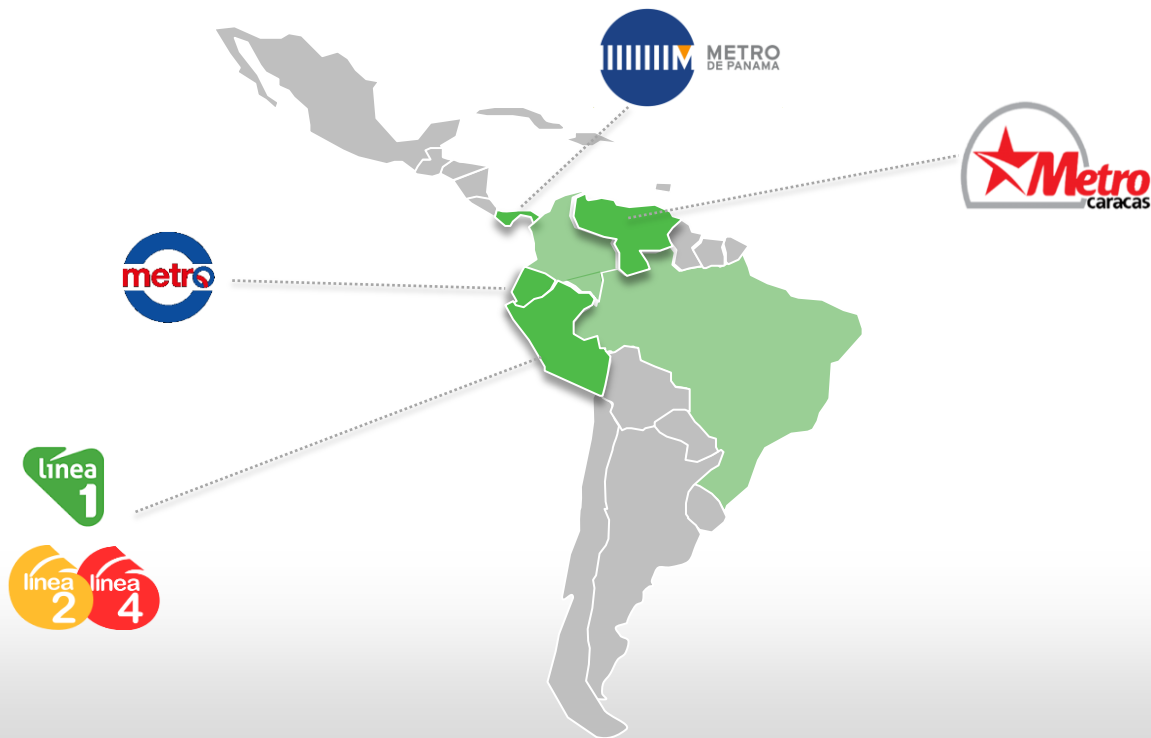 METRO
DE PANAMA
Metro
caracas
metro
línea
1
línea
2
línea
4